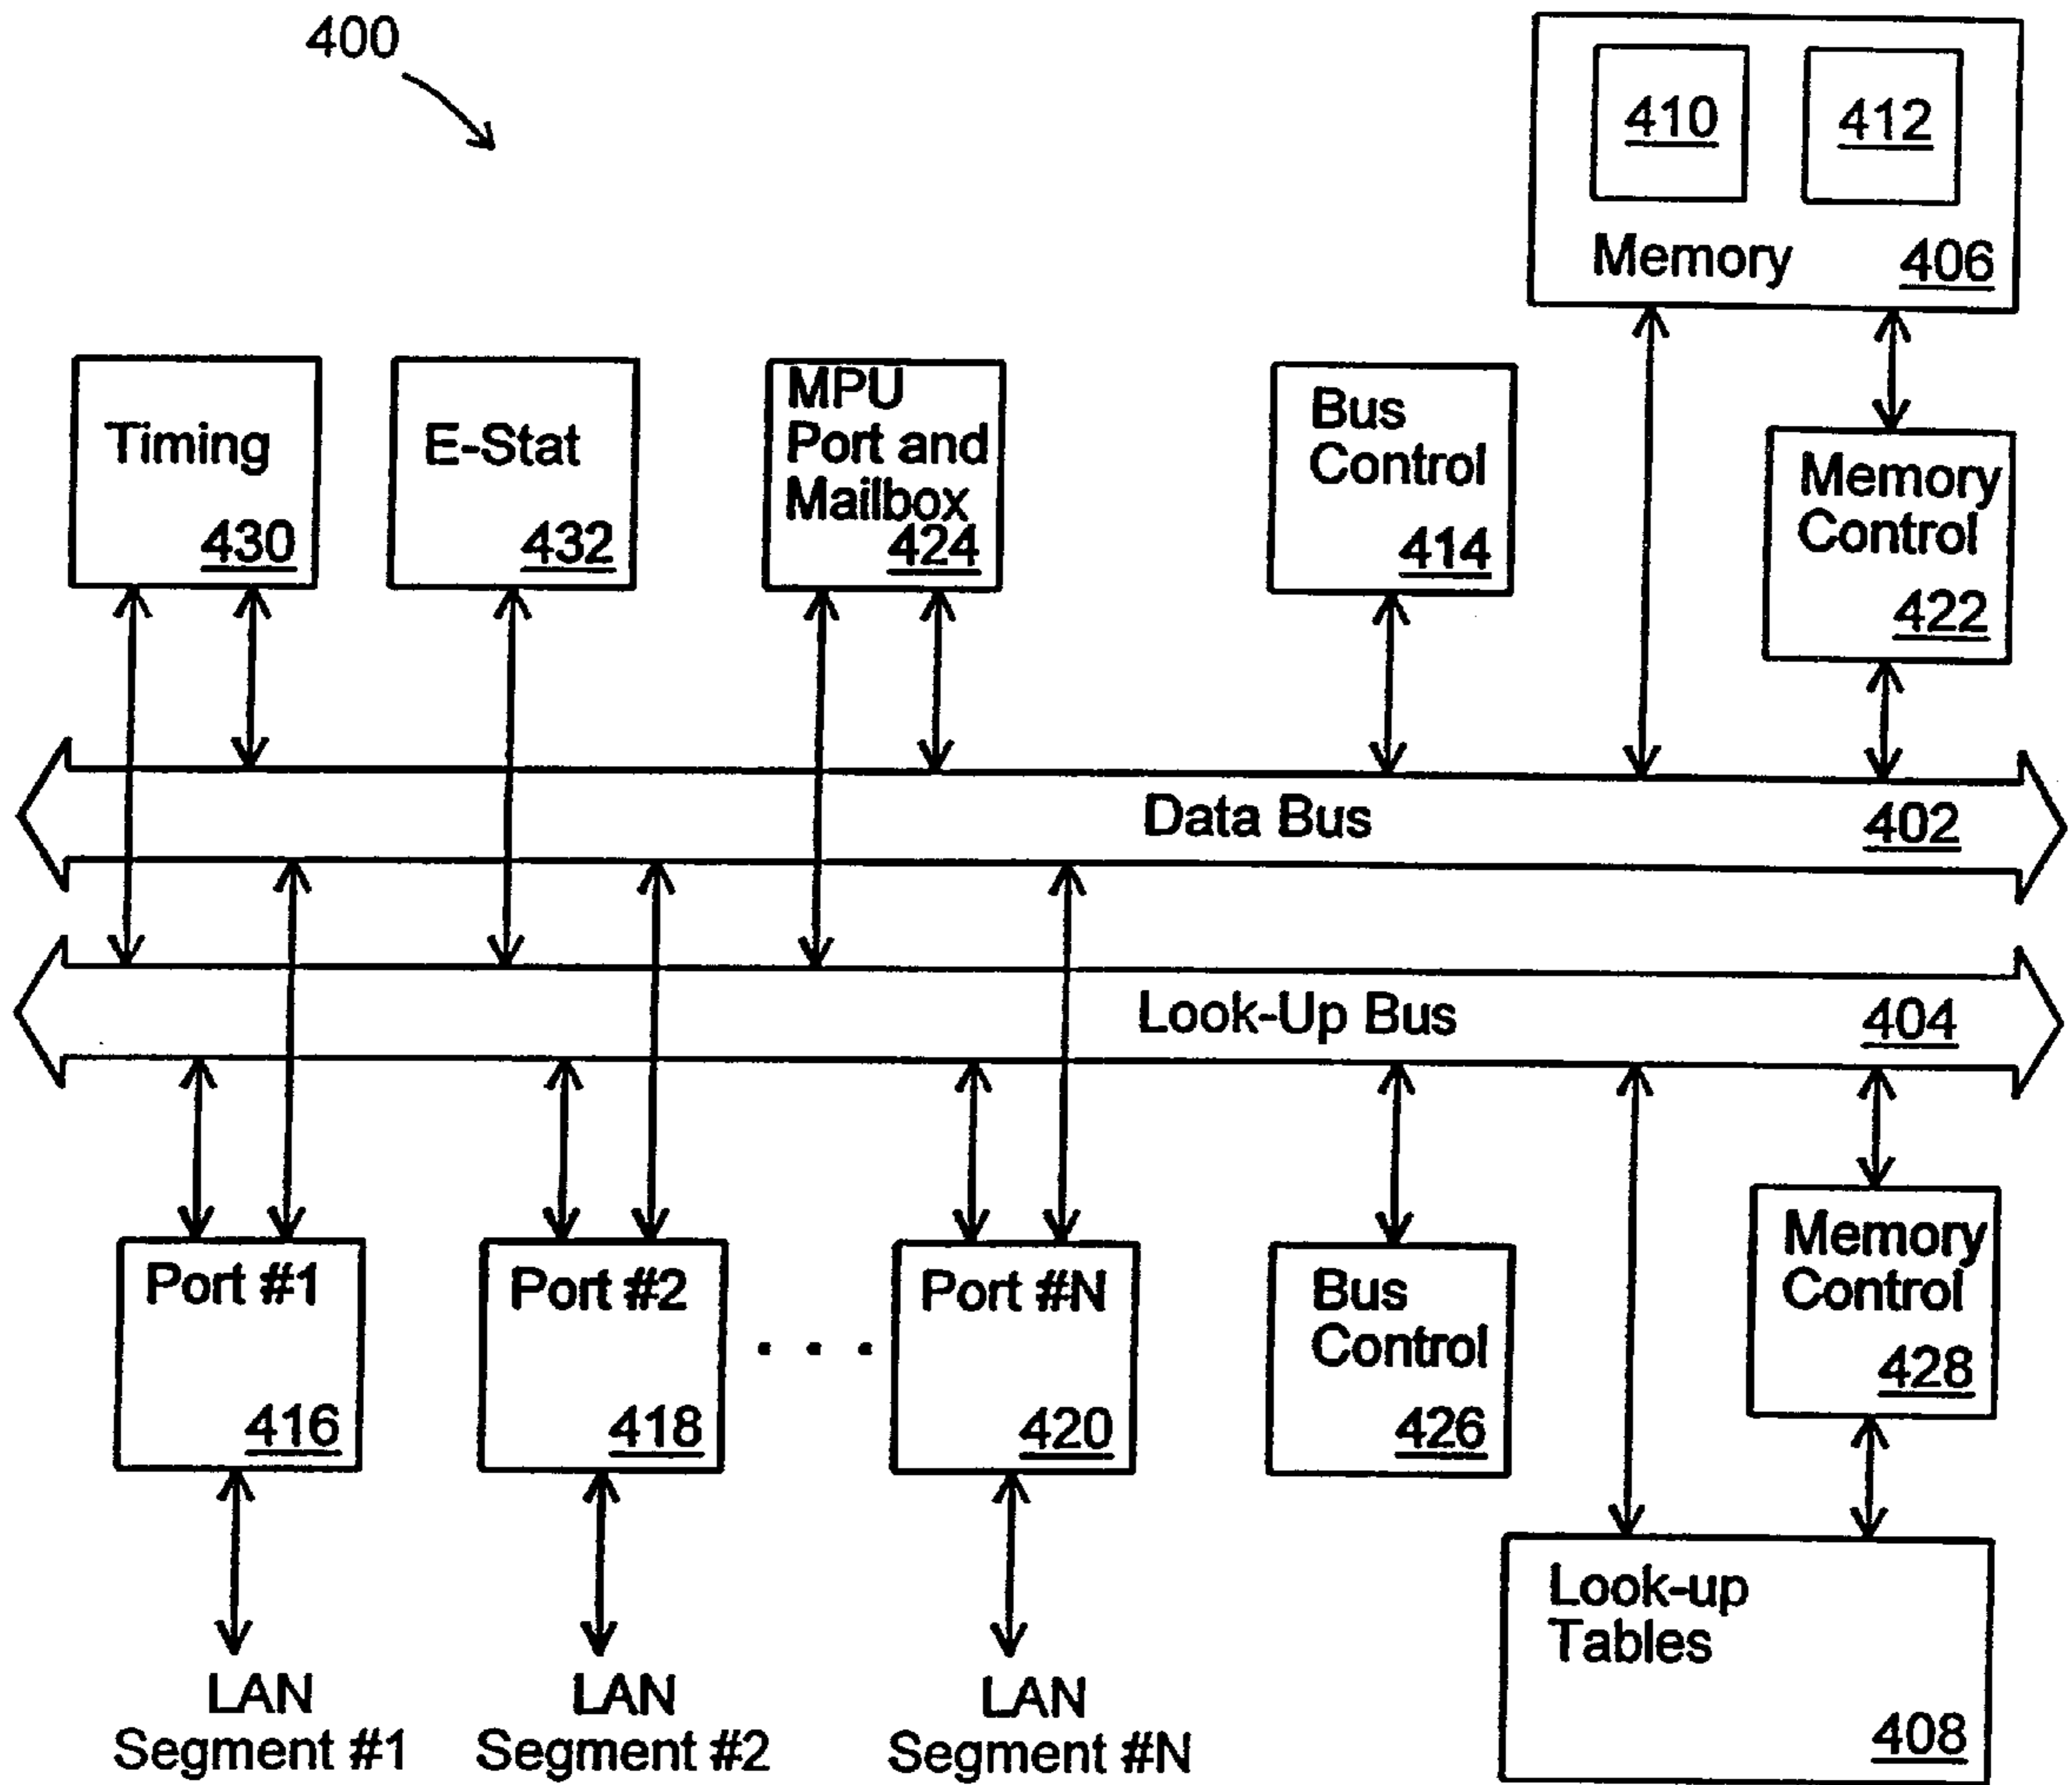 400
410
412
Memory
406
Timing
430
E-Stat
432
MPU
Port and
Mailbox
424
Bus
Control
414
Memory
Control
422
Data Bus
402
Look-Up Bus
404
Port #1
416
Port #2
418
. . .
Port #N
420
Bus
Control
426
Memory
Control
428
Look-up
Tables
408
LAN
Segment #1
LAN
Segment #2
LAN
Segment #N